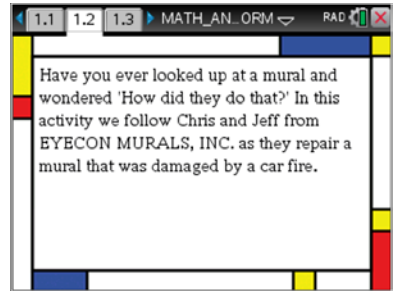 1.1 1.2 1.3 MATH_AN...ORM RAD
Have you ever looked up at a mural and
wondered 'How did they do that?' In this
activity we follow Chris and Jeff from
EYECON MURALS, INC. as they repair a
mural that was damaged by a car fire.